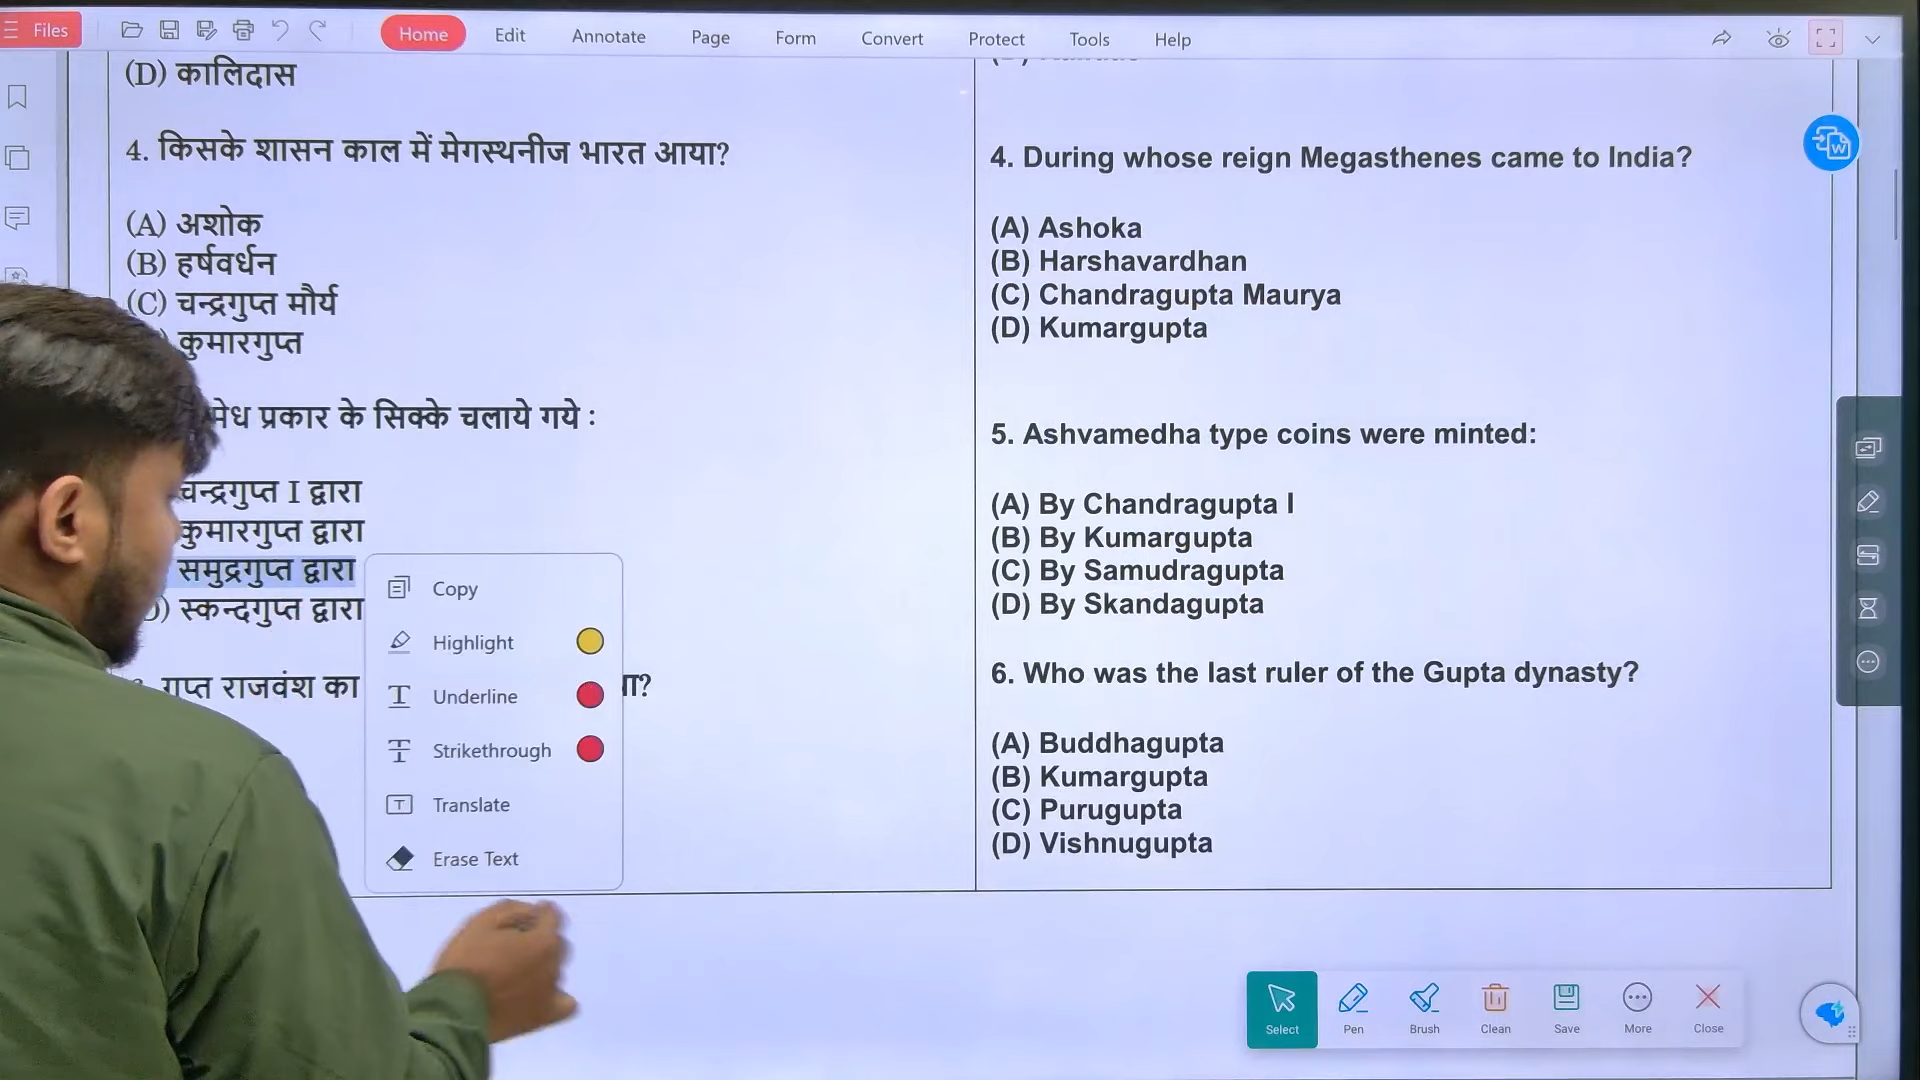 Files
Home
Edit
Annotate
Page
Form
Convert
Protect
Tools
Help
(D) कालिदास
4. किसके शासन काल में मेगस्थनीज भारत आया?
(A) अशोक
(B) हर्षवर्धन
(C) चन्द्रगुप्त मौर्य
कुमारगुप्त
मेध प्रकार के सिक्के चलाये गये :
चन्द्रगुप्त I द्वारा
कुमारगुप्त द्वारा
समुद्रगुप्त द्वारा
स्कन्दगुप्त द्वारा
गुप्त राजवंश का
Copy
Highlight
Underline
Strikethrough
Translate
Erase Text
4. During whose reign Megasthenes came to India?
(A) Ashoka
(B) Harshavardhan
(C) Chandragupta Maurya
(D) Kumargupta
5. Ashvamedha type coins were minted:
(A) By Chandragupta I
(B) By Kumargupta
(C) By Samudragupta
(D) By Skandagupta
6. Who was the last ruler of the Gupta dynasty?
(A) Buddhagupta
(B) Kumargupta
(C) Purugupta
(D) Vishnugupta
Select
Pen
Brush
Clean
Save
More
Close